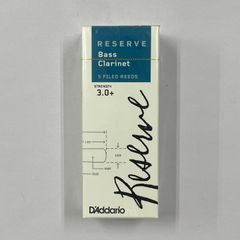 RESERVE
Bass
Clarinet
5 FILED REEDS
STRENGTH
3.0+
Reserve
D'Addario